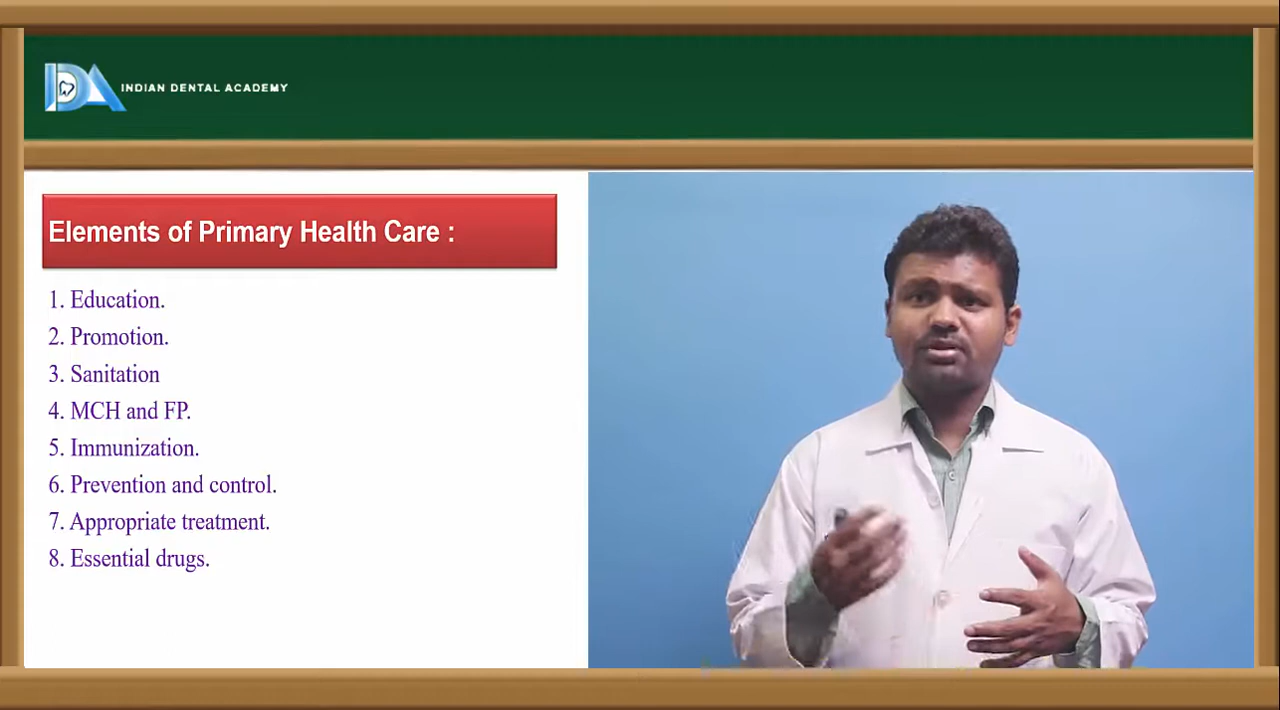 IDA INDIAN DENTAL ACADEMY
Elements of Primary Health Care :
1. Education.
2. Promotion.
3. Sanitation
4. MCH and FP.
5. Immunization.
6. Prevention and control.
7. Appropriate treatment.
8. Essential drugs.